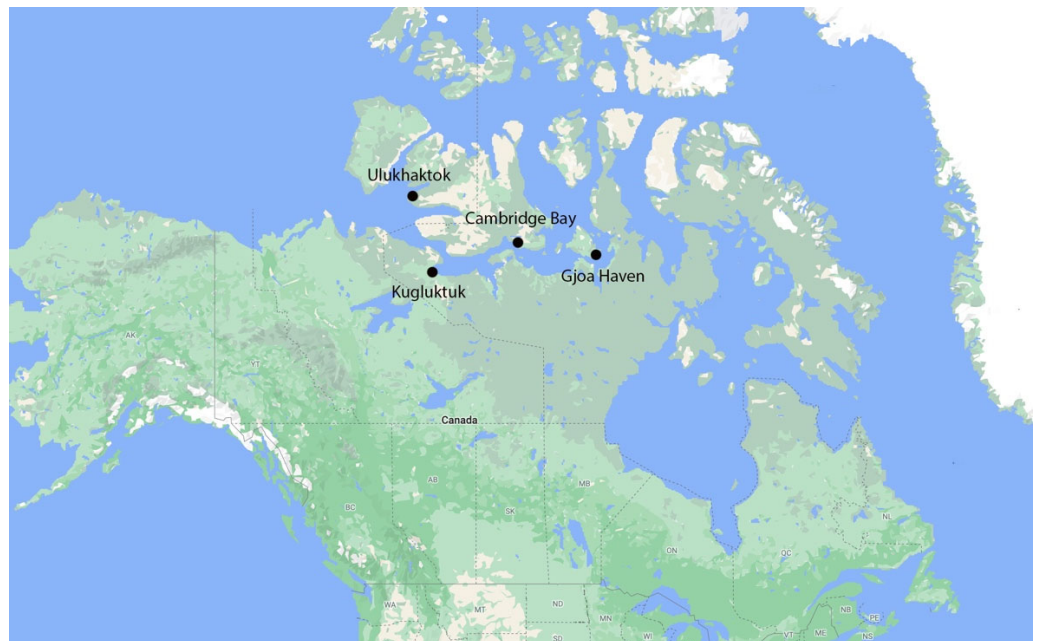 Ulukhaktok
Cambridge Bay
Gjoa Haven
Kugluktuk
AK
YT
Canada
AB
MB
SK
BC
NL
ON
QC
WA
MT
ND
MN
SD
WI
VT
ME
NB
PE
NS